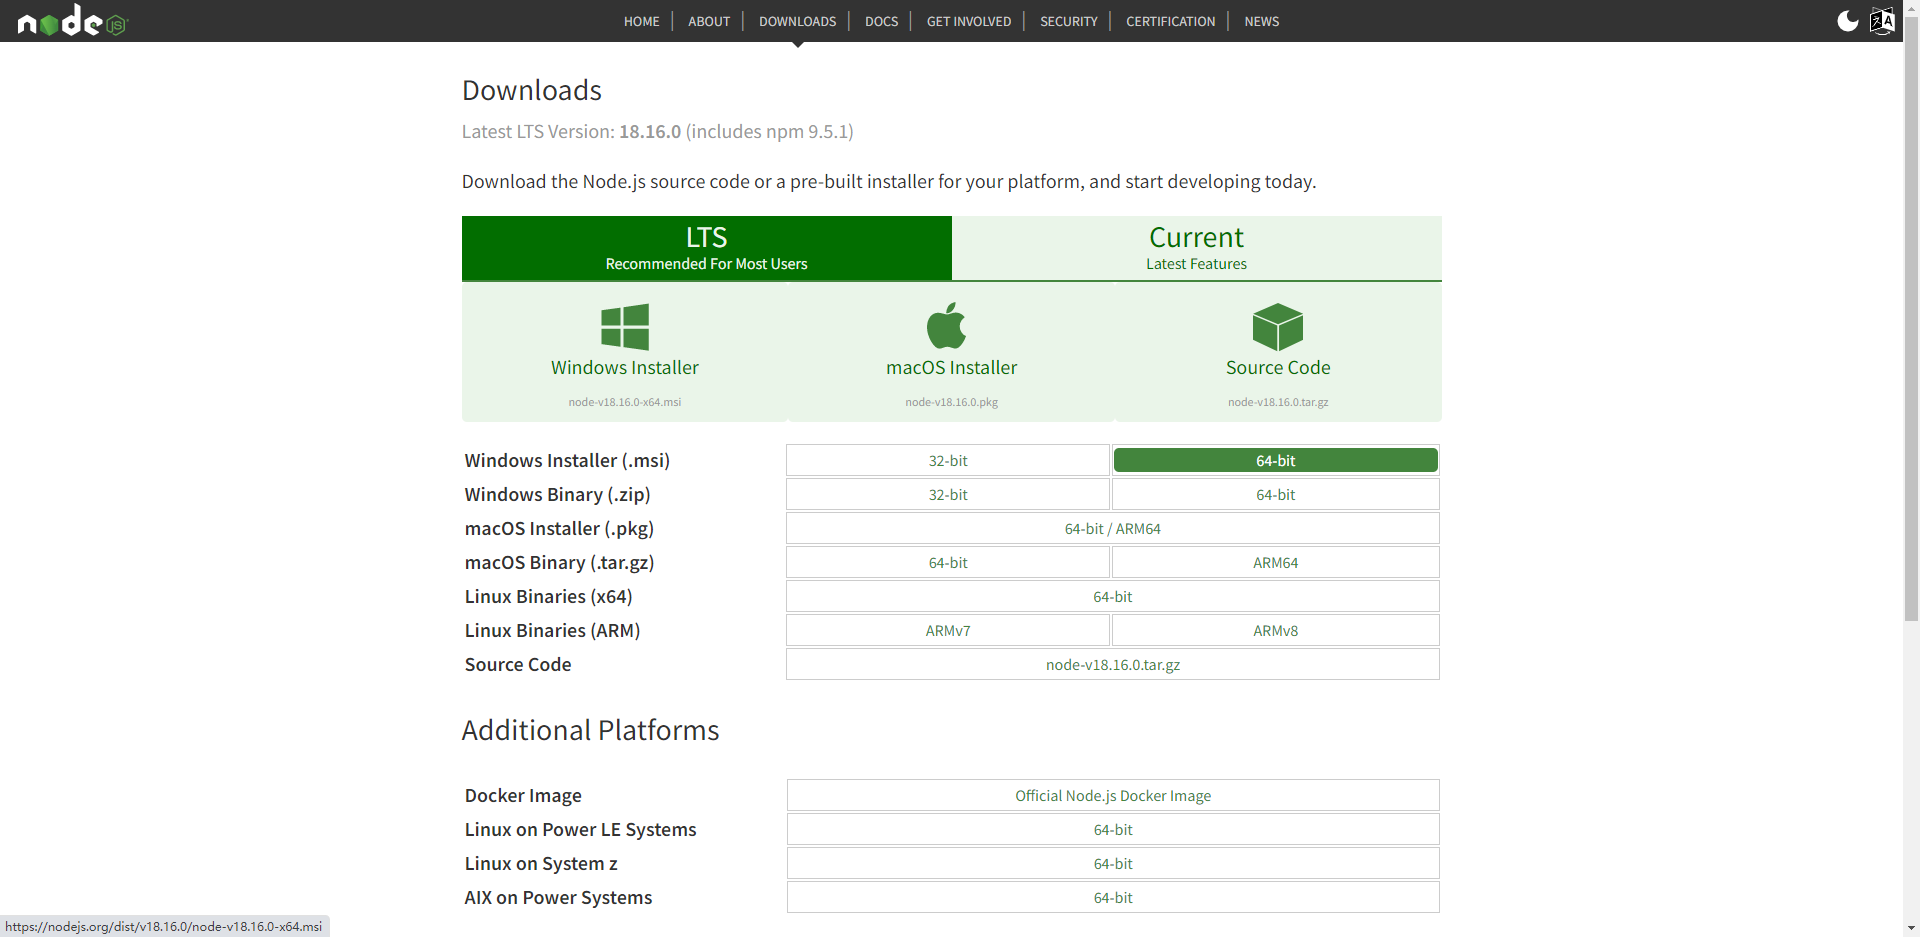 node JS
HOME ABOUT DOWNLOADS DOCS GET INVOLVED SECURITY CERTIFICATION NEWS
Downloads
Latest LTS Version: 18.16.0 (includes npm 9.5.1)
Download the Node.js source code or a pre-built installer for your platform, and start developing today.
LTS
Recommended For Most Users
Current
Latest Features
Windows Installer
node-v18.16.0-x64.msi
macOS Installer
node-v18.16.0.pkg
Source Code
node-v18.16.0.tar.gz
Windows Installer (.msi) 32-bit 64-bit
Windows Binary (.zip) 32-bit 64-bit
macOS Installer (.pkg) 64-bit / ARM64
macOS Binary (.tar.gz) 64-bit ARM64
Linux Binaries (x64) 64-bit
Linux Binaries (ARM) ARMv7 ARMv8
Source Code node-v18.16.0.tar.gz
Additional Platforms
Docker Image Official Node.js Docker Image
Linux on Power LE Systems 64-bit
Linux on System z 64-bit
AIX on Power Systems 64-bit
https://nodejs.org/dist/v18.16.0/node-v18.16.0-x64.msi